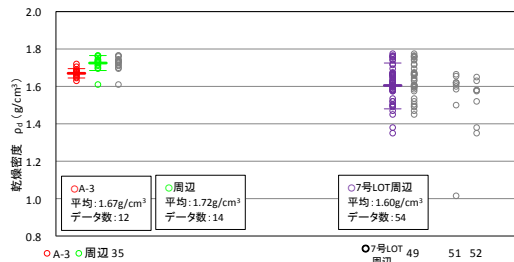 乾燥密度 ρd (g/cm³)
2.0
1.8
1.6
1.4
1.2
1.0
0.8
○A-3
平均:1.67g/cm³
データ数:12
○周辺
平均:1.72g/cm³
データ数:14
○7号LOT周辺
平均:1.60g/cm³
データ数:54
○ A-3 ○ 周辺 35 ○7号LOT 49 51 52
周辺